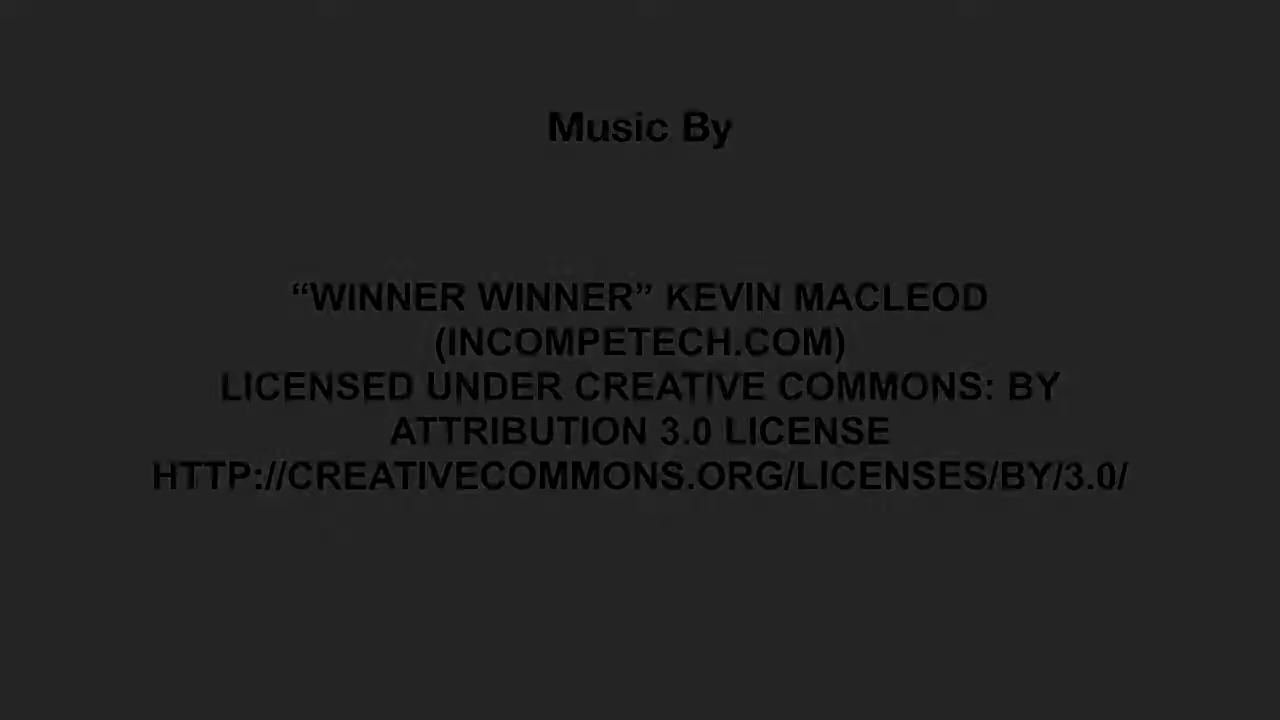 Music By
“WINNER WINNER” KEVIN MACLEOD
(INCOMPETECH.COM)
LICENSED UNDER CREATIVE COMMONS: BY
ATTRIBUTION 3.0 LICENSE
HTTP://CREATIVECOMMONS.ORG/LICENSES/BY/3.0/